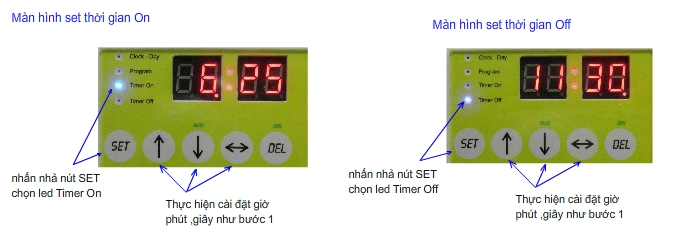 Màn hình set thời gian On
Clock - Day
Program
Timer On
Timer Off
6:25
SET
DEL
nhấn nhả nút SET
chọn led Timer On
Thực hiện cài đặt giờ
phút ,giây như bước 1
Màn hình set thời gian Off
Clock - Day
Program
Timer On
Timer Off
11:30
SET
DEL
nhấn nhả nút SET
chọn led Timer Off
Thực hiện cài đặt giờ
phút ,giây như bước 1